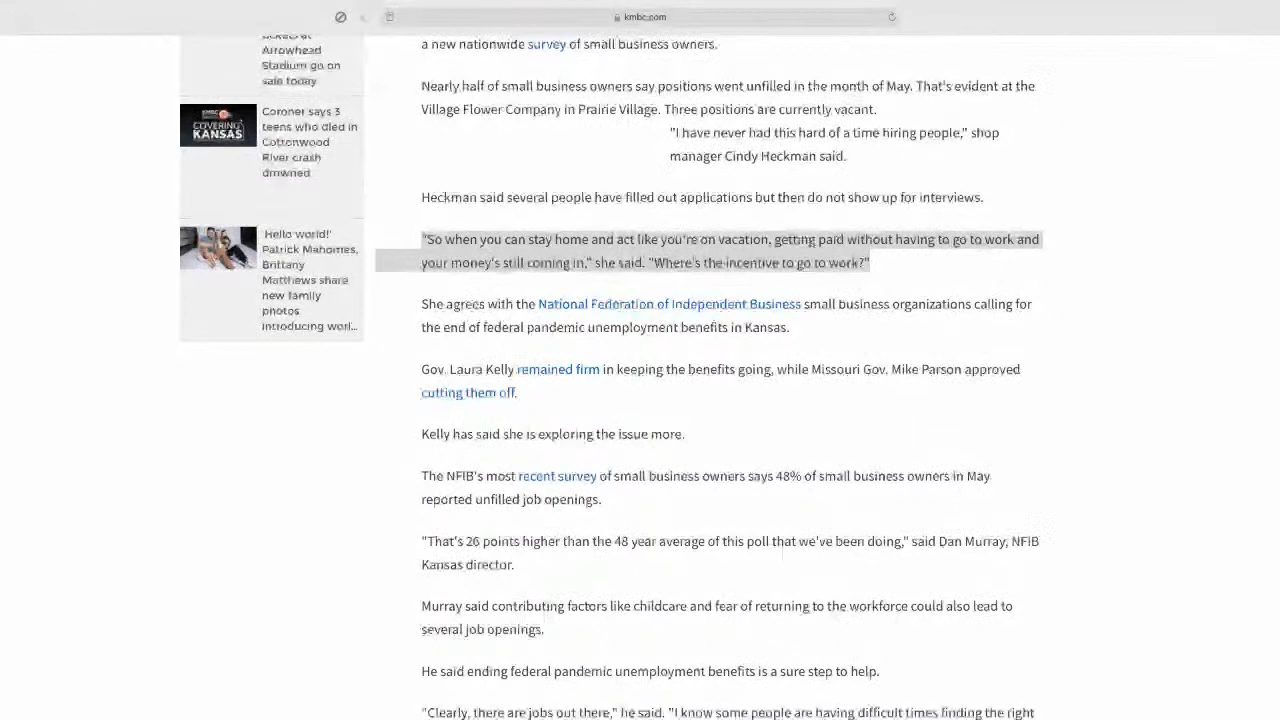 kmbc.com
Arrowhead
Stadium go on
sale today
KMBC
COVERING
KANSAS
Coroner says 3
teens who died in
Cottonwood
River crash
drowned
'Hello world!'
Patrick Mahomes,
Brittany
Matthews share
new family
photos
introducing worl...
a new nationwide survey of small business owners.
Nearly half of small business owners say positions went unfilled in the month of May. That's evident at the
Village Flower Company in Prairie Village. Three positions are currently vacant.
"I have never had this hard of a time hiring people," shop
manager Cindy Heckman said.
Heckman said several people have filled out applications but then do not show up for interviews.
"So when you can stay home and act like you're on vacation, getting paid without having to go to work and
your money's still coming in," she said. "Where's the incentive to go to work?"
She agrees with the National Federation of Independent Business small business organizations calling for
the end of federal pandemic unemployment benefits in Kansas.
Gov. Laura Kelly remained firm in keeping the benefits going, while Missouri Gov. Mike Parson approved
cutting them off.
Kelly has said she is exploring the issue more.
The NFIB's most recent survey of small business owners says 48% of small business owners in May
reported unfilled job openings.
"That's 26 points higher than the 48 year average of this poll that we've been doing," said Dan Murray, NFIB
Kansas director.
Murray said contributing factors like childcare and fear of returning to the workforce could also lead to
several job openings.
He said ending federal pandemic unemployment benefits is a sure step to help.
"Clearly, there are jobs out there," he said. "I know some people are having difficult times finding the right